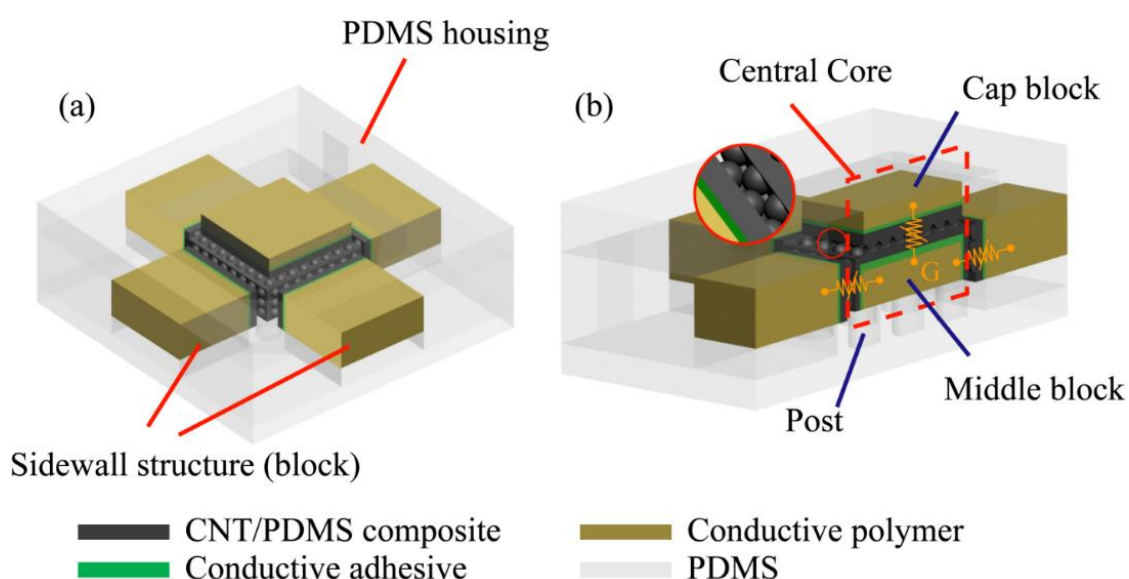 PDMS housing
(a)
Sidewall structure (block)
Central Core
(b)
Cap block
G
Middle block
Post
CNT/PDMS composite
Conductive polymer
Conductive adhesive
PDMS